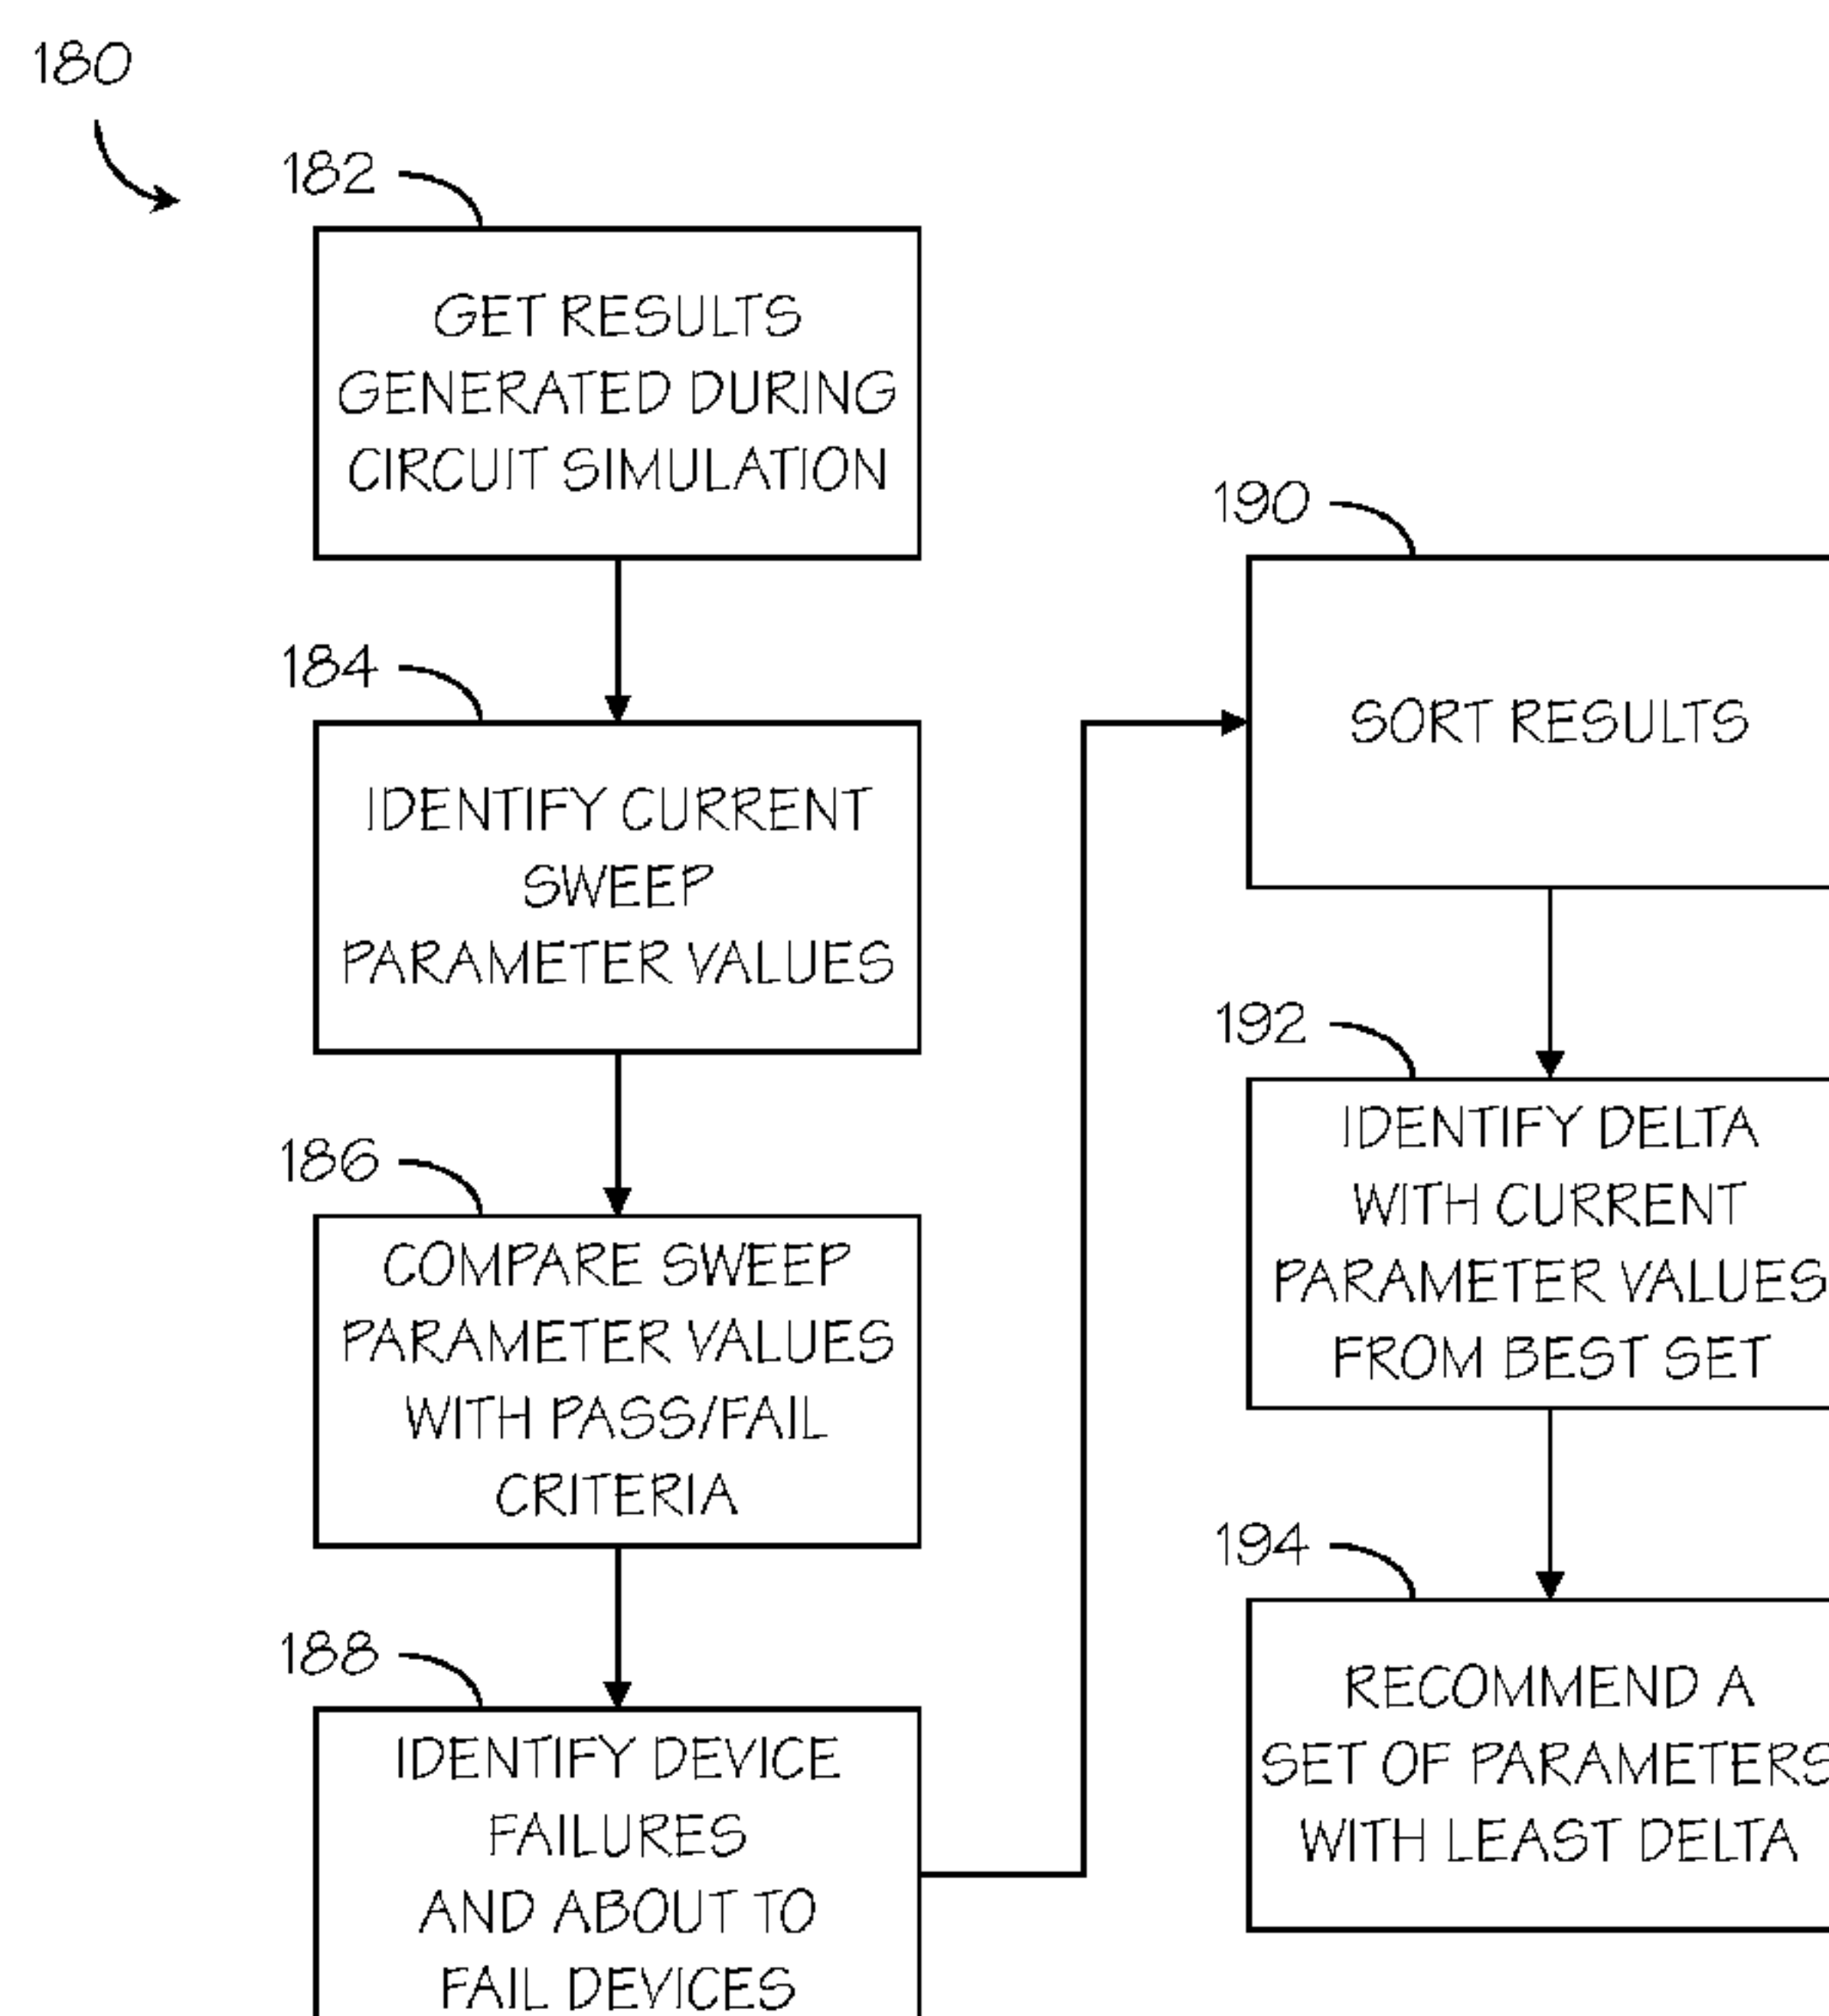 180
182
GET RESULTS
GENERATED DURING
CIRCUIT SIMULATION
184
IDENTIFY CURRENT
SWEEP
PARAMETER VALUES
186
COMPARE SWEEP
PARAMETER VALUES
WITH PASS/FAIL
CRITERIA
188
IDENTIFY DEVICE
FAILURES
AND ABOUT TO
FAIL DEVICES
190
SORT RESULTS
192
IDENTIFY DELTA
WITH CURRENT
PARAMETER VALUES
FROM BEST SET
194
RECOMMEND A
SET OF PARAMETERS
WITH LEAST DELTA